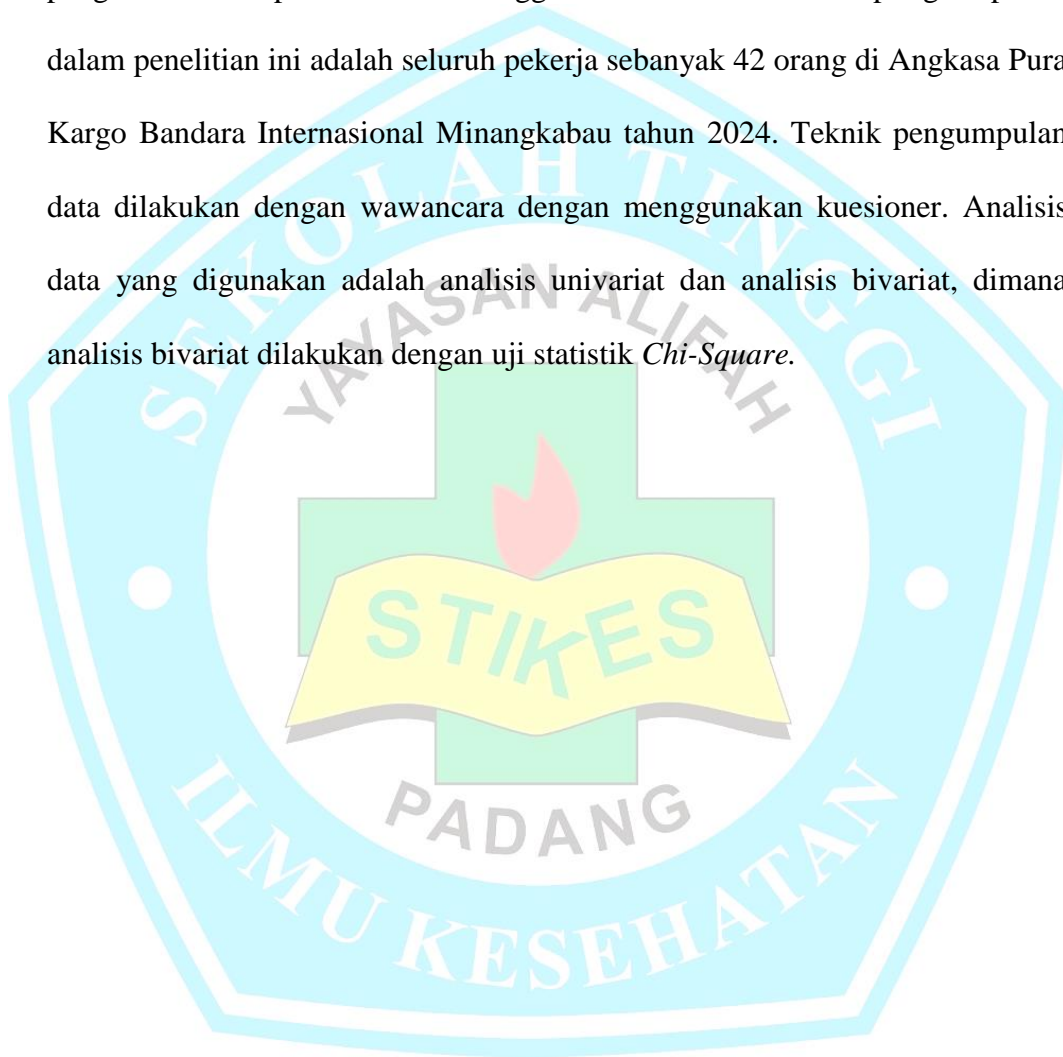 dalam penelitian ini adalah seluruh pekerja sebanyak 42 orang di Angkasa Pura
Kargo Bandara Internasional Minangkabau tahun 2024. Teknik pengumpulan
data dilakukan dengan wawancara dengan menggunakan kuesioner. Analisis
data yang digunakan adalah analisis univariat dan analisis bivariat, dimana
analisis bivariat dilakukan dengan uji statistik Chi-Square.
SEKOLAH TINGGI
YAYASAN ALIFAH
STIKES
PADANG
ILMU KESEHATAN